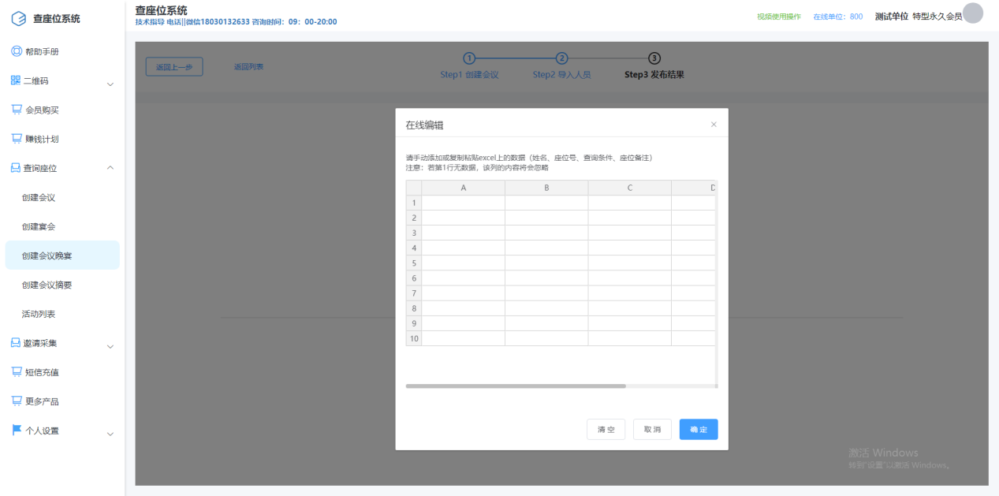 查座位系统
帮助手册
二维码
会员购买
赚钱计划
查询座位
创建会议
创建宴会
创建会议晚宴
创建会议摘要
活动列表
邀请采集
短信充值
更多产品
个人设置
查座位系统
技术指导 电话||微信18030132633 咨询时间：09：00-20:00
视频使用操作 在线单位：800 测试单位 特型永久会员
返回上一步 返回列表
1 2 3
Step1 创建会议 Step2 导入人员 Step3 发布结果
在线编辑 ×
请手动添加或复制粘贴excel上的数据（姓名、座位号、查询条件、座位备注）
注意：若第1行无数据，该列的内容将会忽略
A B C D
1
2
3
4
5
6
7
8
9
10
清空 取消 确定
激活 Windows
转到"设置"以激活 Windows。